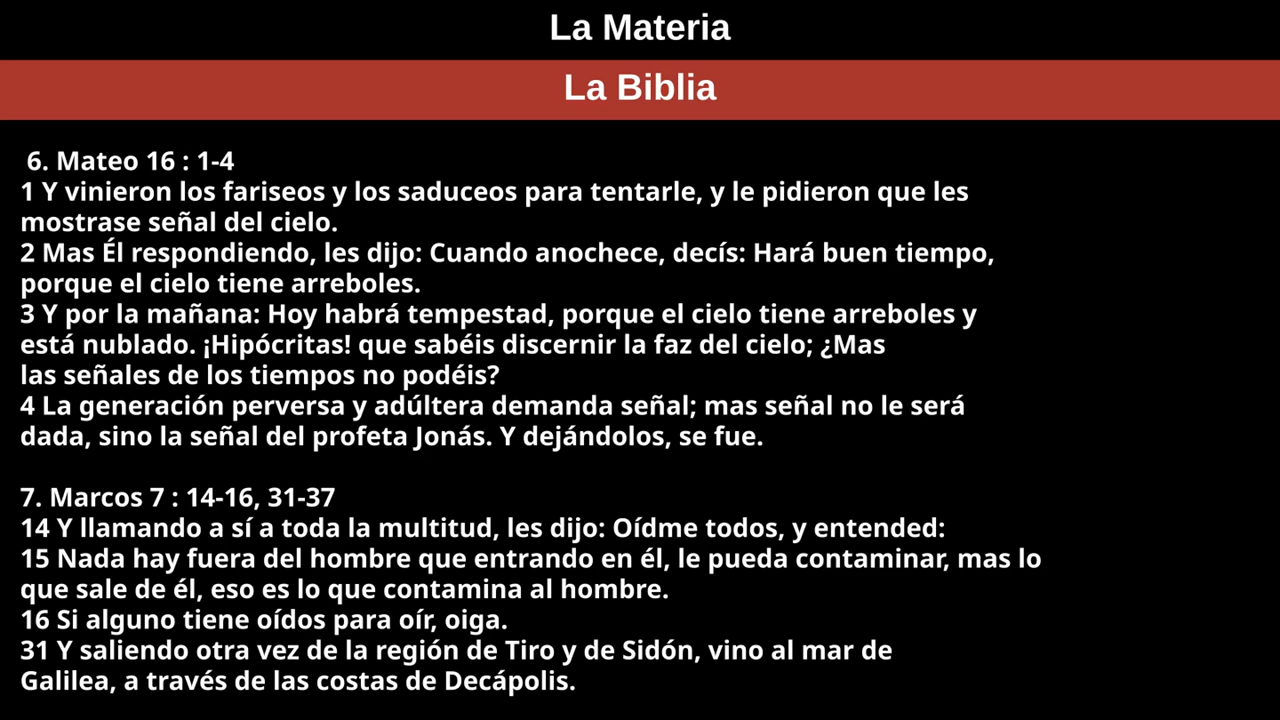 La Materia
La Biblia
6. Mateo 16 : 1-4
1 Y vinieron los fariseos y los saduceos para tentarle, y le pidieron que les
mostrase señal del cielo.
2 Mas Él respondiendo, les dijo: Cuando anochece, decís: Hará buen tiempo,
porque el cielo tiene arreboles.
3 Y por la mañana: Hoy habrá tempestad, porque el cielo tiene arreboles y
está nublado. ¡Hipócritas! que sabéis discernir la faz del cielo; ¿Mas
las señales de los tiempos no podéis?
4 La generación perversa y adúltera demanda señal; mas señal no le será
dada, sino la señal del profeta Jonás. Y dejándolos, se fue.
7. Marcos 7 : 14-16, 31-37
14 Y llamando a sí a toda la multitud, les dijo: Oídme todos, y entended:
15 Nada hay fuera del hombre que entrando en él, le pueda contaminar, mas lo
que sale de él, eso es lo que contamina al hombre.
16 Si alguno tiene oídos para oír, oiga.
31 Y saliendo otra vez de la región de Tiro y de Sidón, vino al mar de
Galilea, a través de las costas de Decápolis.